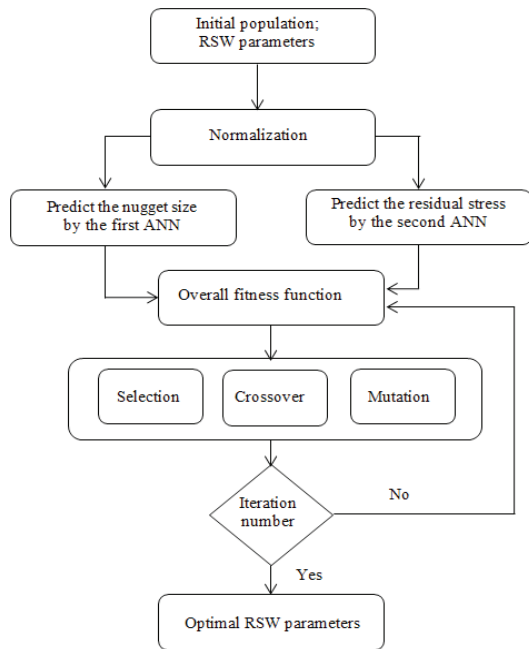 Initial population;
RSW parameters
Normalization
Predict the nugget size
by the first ANN
Predict the residual stress
by the second ANN
Overall fitness function
Selection
Crossover
Mutation
Iteration
number
No
Yes
Optimal RSW parameters